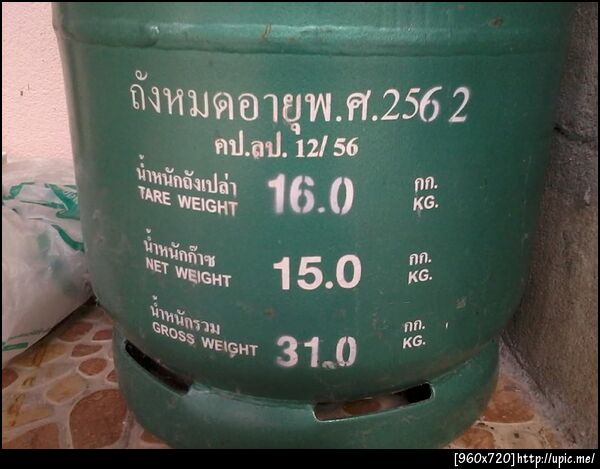 ถังหมดอายุพ.ศ.2562
คป.ลป. 12/56
น้ำหนักถังเปล่า 16.0 กก.
TARE WEIGHT KG.
น้ำหนักก๊าซ 15.0 กก.
NET WEIGHT KG.
น้ำหนักรวม 31.0 กก.
GROSS WEIGHT KG.
[960x720]http://upic.me/